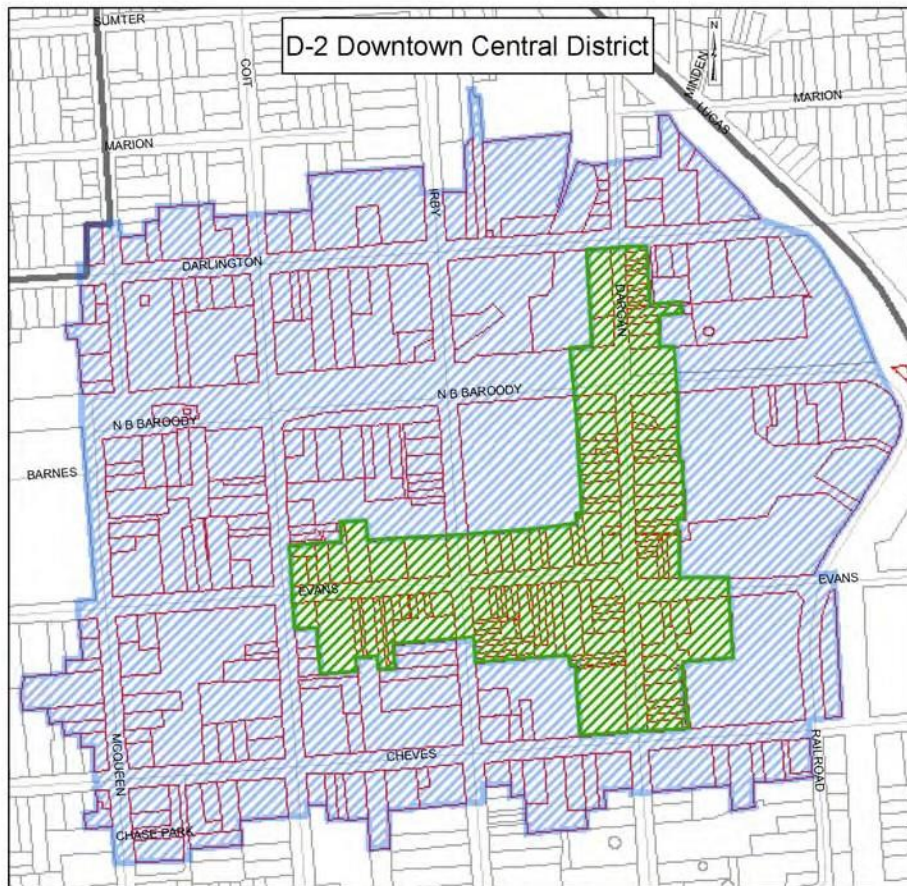 SUMTER
D-2 Downtown Central District
N
COIT
MINDEN
LUCAS
MARION
MARION
IRBY
DARLINGTON
DARGAN
N B BAROODY
N B BAROODY
BARNES
EVANS
EVANS
MCQUEEN
CHEVES
RAILROAD
CHASE PARK